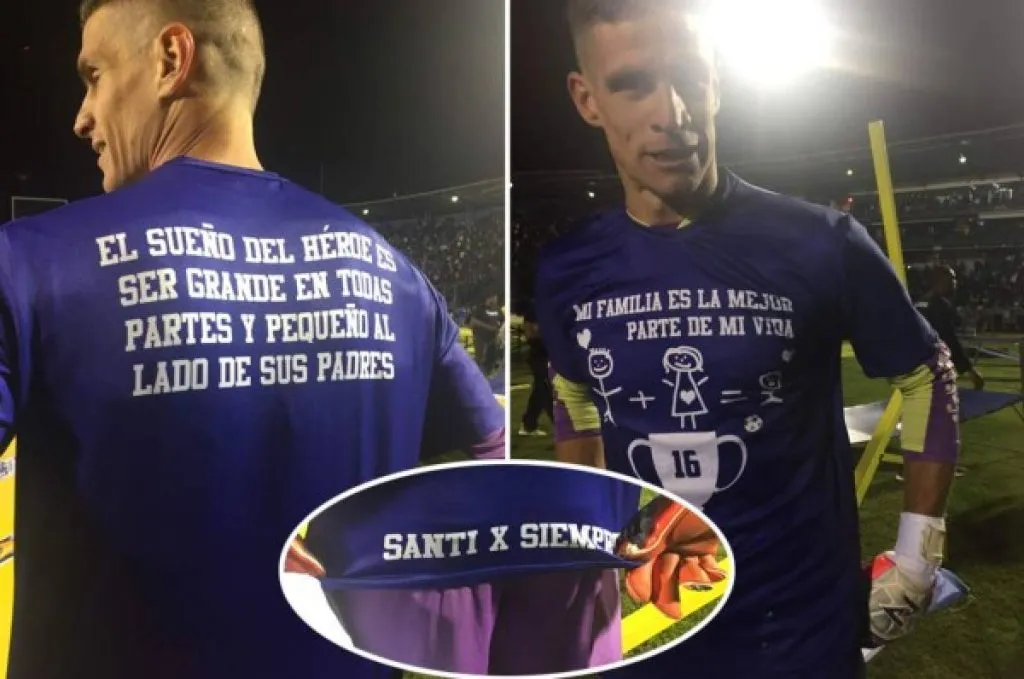 EL SUEÑO DEL HÉROE ES
SER GRANDE EN TODAS
PARTES Y PEQUEÑO AL
LADO DE SUS PADRES
MI FAMILIA ES LA MEJOR
PARTE DE MI VIDA
+ =
16
SANTI X SIEMPRE